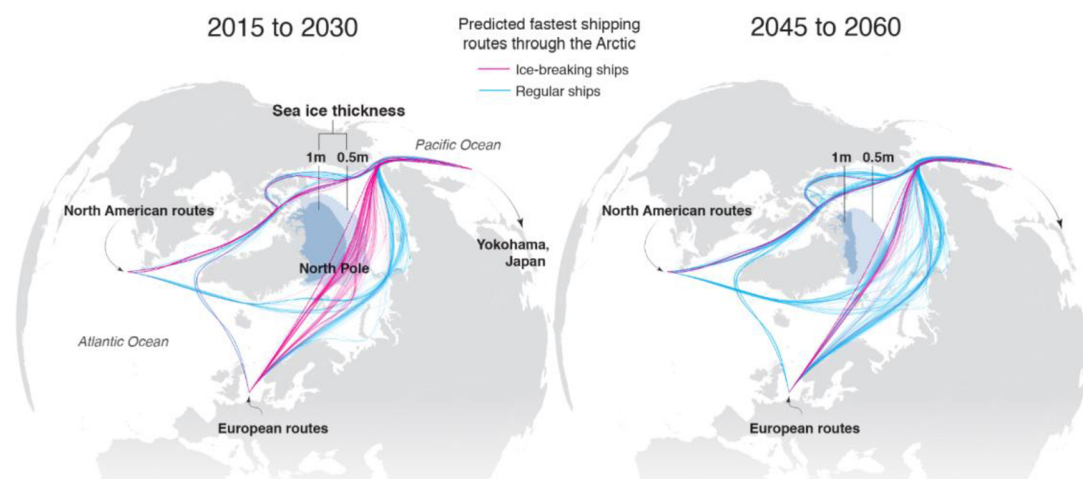 2015 to 2030
Predicted fastest shipping
routes through the Arctic
Ice-breaking ships
Regular ships
2045 to 2060
Sea ice thickness
1m 0.5m
Pacific Ocean
North American routes
Yokohama,
Japan
North Pole
Atlantic Ocean
European routes
1m 0.5m
North American routes
European routes